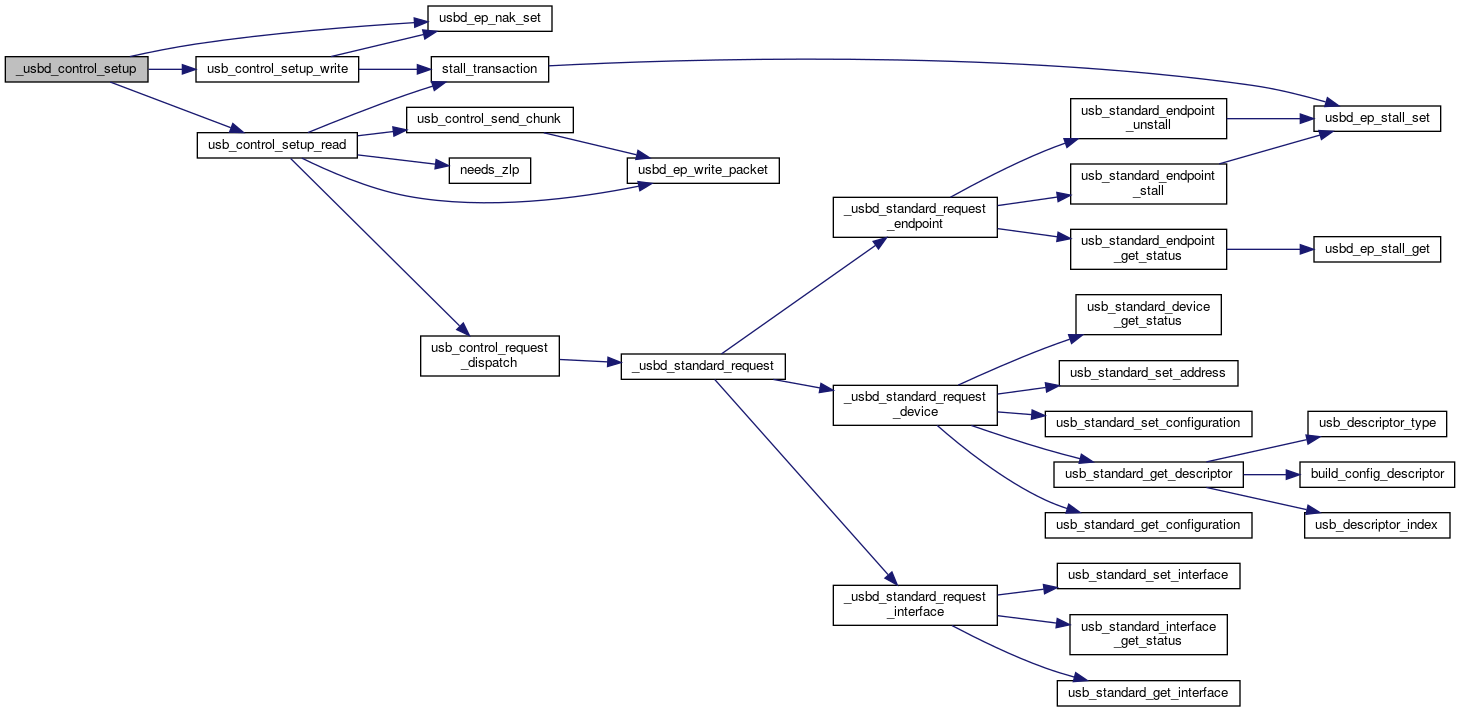 _usbd_control_setup
usbd_ep_nak_set
usb_control_setup_write
stall_transaction
usb_control_setup_read
usb_control_send_chunk
needs_zlp
usbd_ep_write_packet
usb_control_request
_dispatch
_usbd_standard_request
_usbd_standard_request
_endpoint
usb_standard_endpoint
_unstall
usb_standard_endpoint
_stall
usb_standard_endpoint
_get_status
usbd_ep_stall_set
usbd_ep_stall_get
_usbd_standard_request
_device
usb_standard_device
_get_status
usb_standard_set_address
usb_standard_set_configuration
usb_standard_get_descriptor
usb_standard_get_configuration
usb_descriptor_type
build_config_descriptor
usb_descriptor_index
_usbd_standard_request
_interface
usb_standard_set_interface
usb_standard_interface
_get_status
usb_standard_get_interface